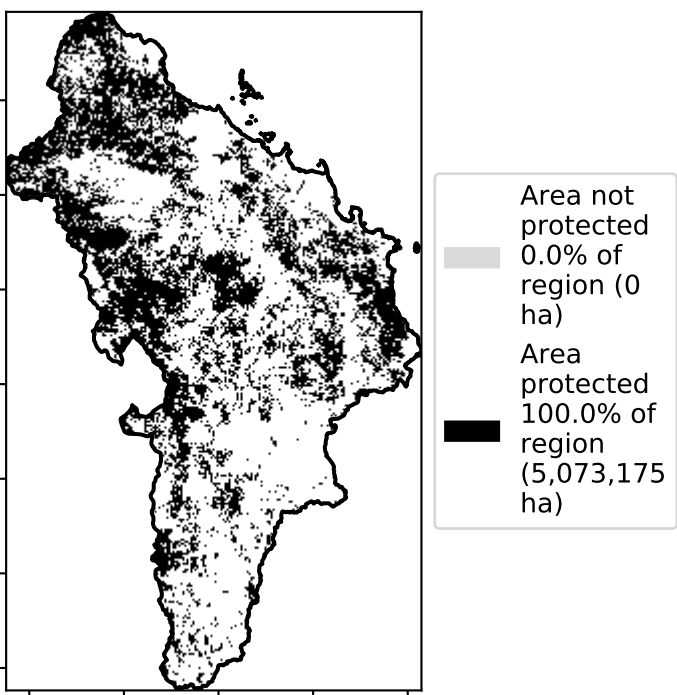 Area not
protected
0.0% of
region (0
ha)
Area
protected
100.0% of
region
(5,073,175
ha)